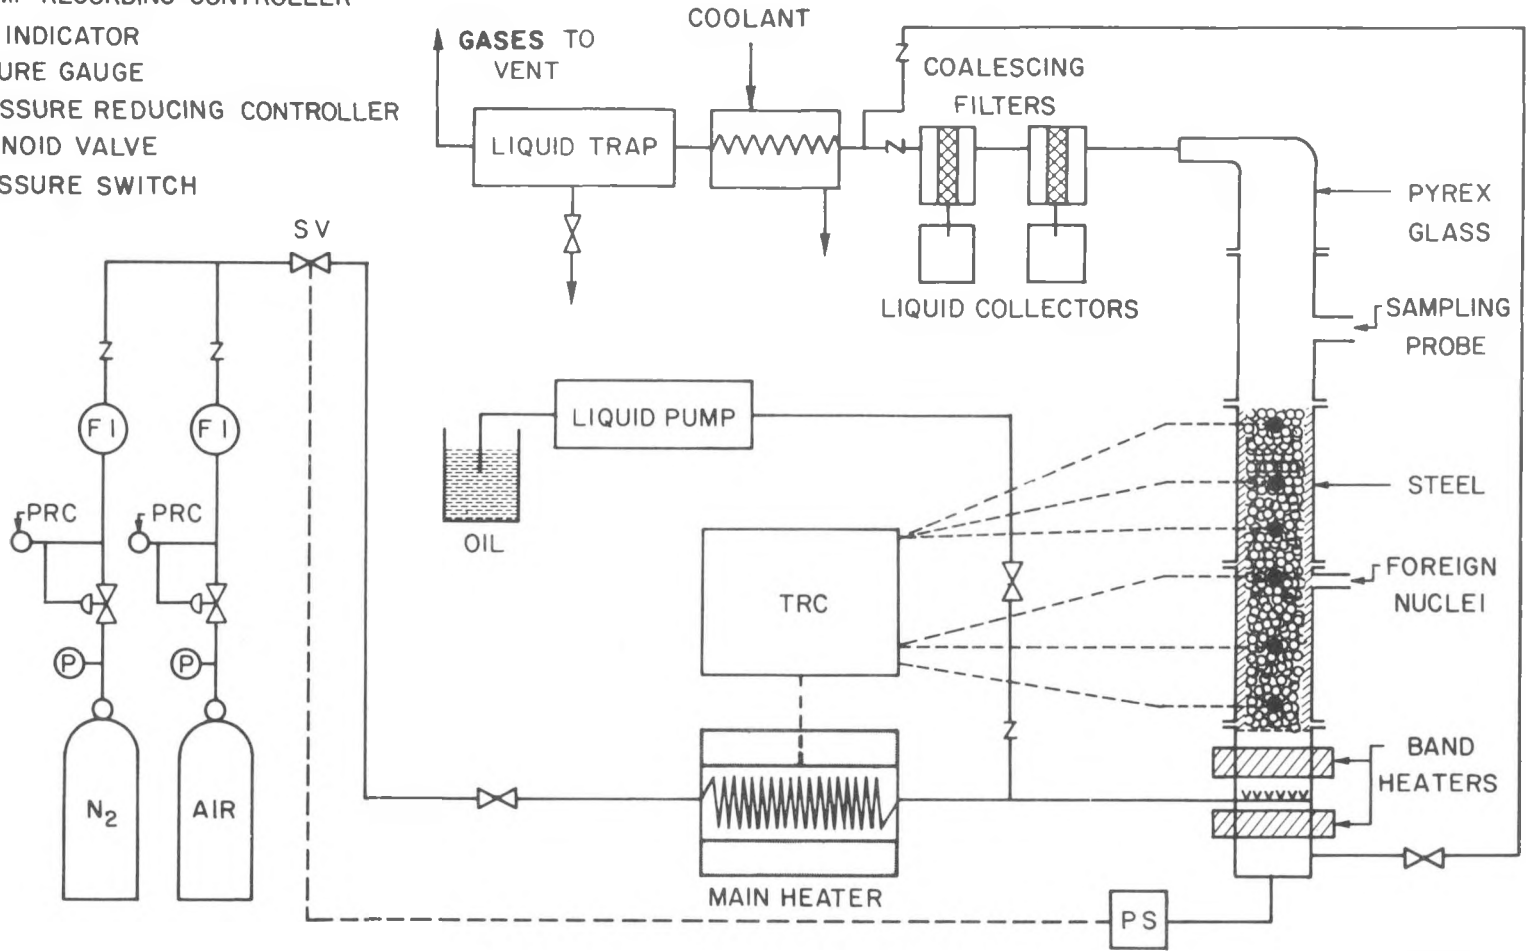 RECORDING CONTROLLER
INDICATOR
URE GAUGE
SSURE REDUCING CONTROLLER
NOID VALVE
SSURE SWITCH
GASES TO
VENT
COOLANT
COALESCING
FILTERS
LIQUID TRAP
PYREX
GLASS
SV
LIQUID COLLECTORS
SAMPLING
PROBE
FI
FI
LIQUID PUMP
OIL
STEEL
PRC
PRC
TRC
FOREIGN
NUCLEI
P
P
BAND
HEATERS
N2
AIR
MAIN HEATER
PS